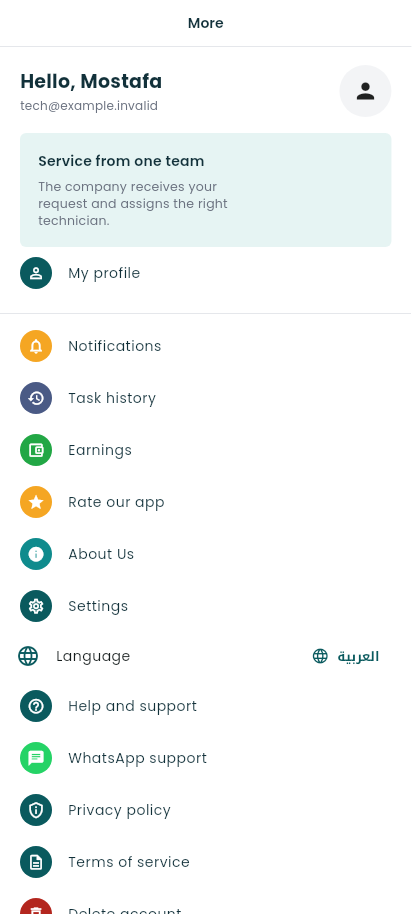 More
Hello, Mostafa
tech@example.invalid
Service from one team
The company receives your
request and assigns the right
technician.
My profile
Notifications
Task history
Earnings
Rate our app
About Us
Settings
Language
العربية
Help and support
WhatsApp support
Privacy policy
Terms of service
Delete account